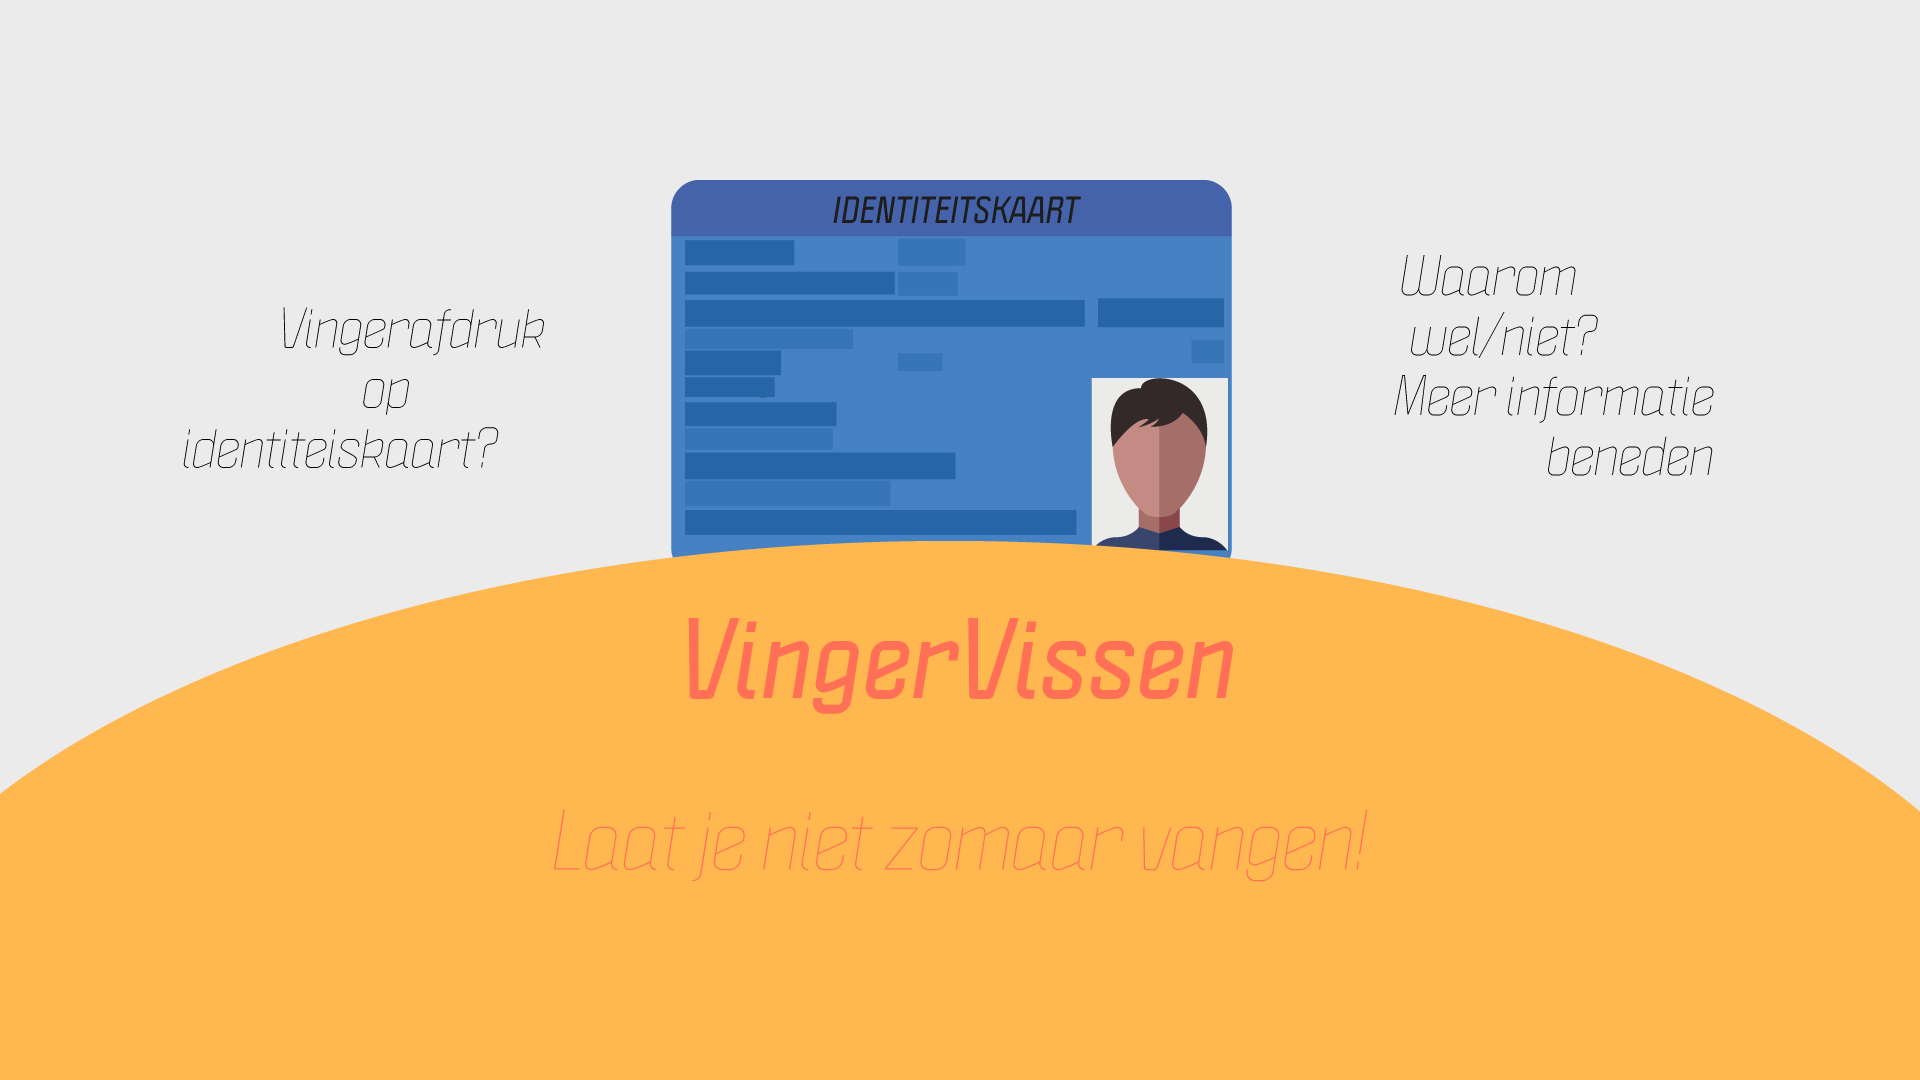 IDENTITEITSKAART
Vingerafdruk
op
identiteiskaart?
Waarom
wel/niet?
Meer informatie
beneden
VingerVissen
Laat je niet zomaar vangen!